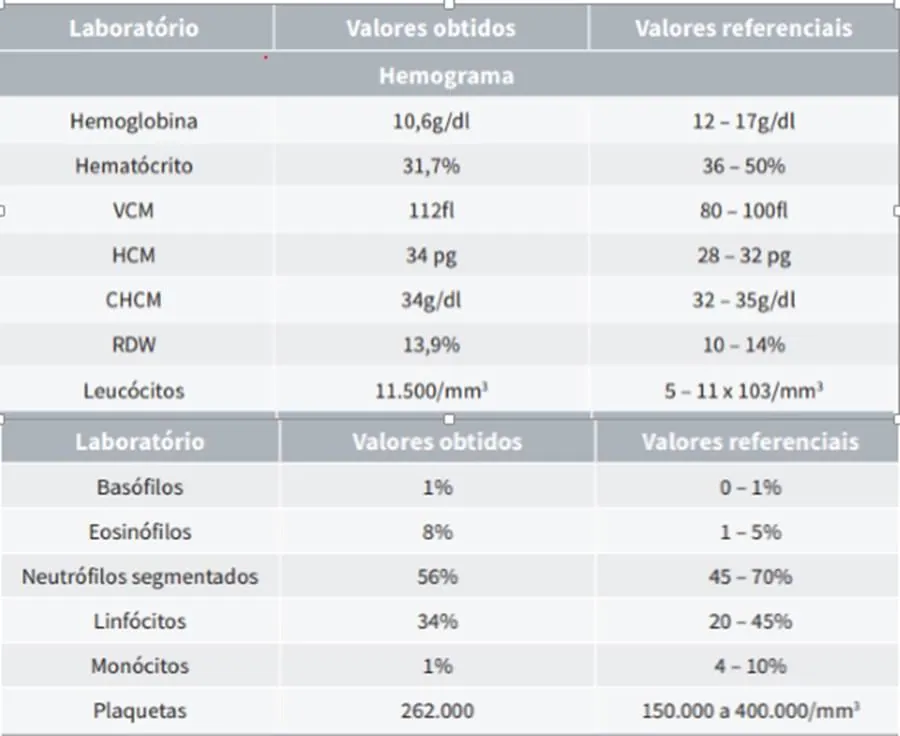 Laboratório Valores obtidos Valores referenciais
Hemograma
Hemoglobina 10,6g/dl 12 – 17g/dl
Hematócrito 31,7% 36 – 50%
VCM 112fl 80 – 100fl
HCM 34 pg 28 – 32 pg
CHCM 34g/dl 32 – 35g/dl
RDW 13,9% 10 – 14%
Leucócitos 11.500/mm³ 5 – 11 x 103/mm³
Laboratório Valores obtidos Valores referenciais
Basófilos 1% 0 – 1%
Eosinófilos 8% 1 – 5%
Neutrófilos segmentados 56% 45 – 70%
Linfócitos 34% 20 – 45%
Monócitos 1% 4 – 10%
Plaquetas 262.000 150.000 a 400.000/mm³